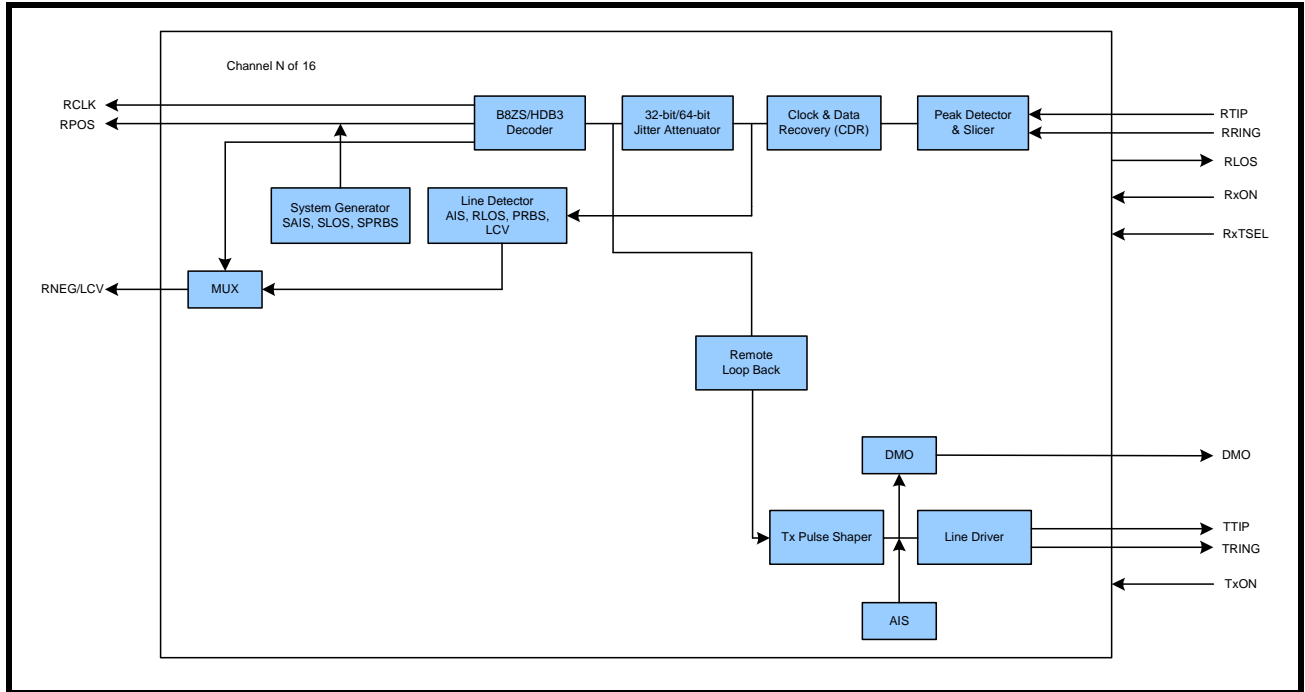 Channel N of 16
RCLK
RPOS
B8ZS/HDB3
Decoder
32-bit/64-bit
Jitter Attenuator
Clock & Data
Recovery (CDR)
Peak Detector
& Slicer
RTIP
RRING
RLOS
RxON
RxTSEL
System Generator
SAIS, SLOS, SPRBS
Line Detector
AIS, RLOS, PRBS,
LCV
RNEG/LCV
MUX
Remote
Loop Back
DMO
DMO
Tx Pulse Shaper
Line Driver
TTIP
TRING
TxON
AIS